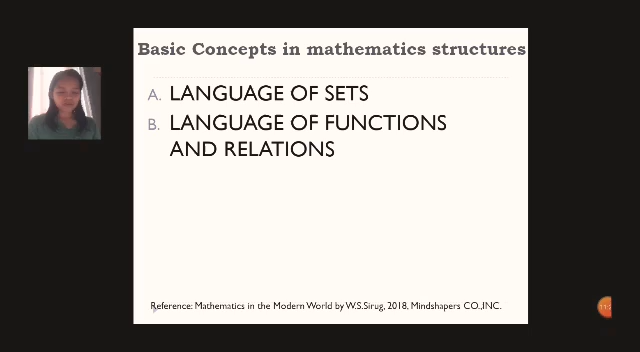 Basic Concepts in mathematics structures
A. LANGUAGE OF SETS
B. LANGUAGE OF FUNCTIONS
AND RELATIONS
Reference: Mathematics in the Modern World by W.S.Sirug, 2018, Mindshapers CO.,INC.